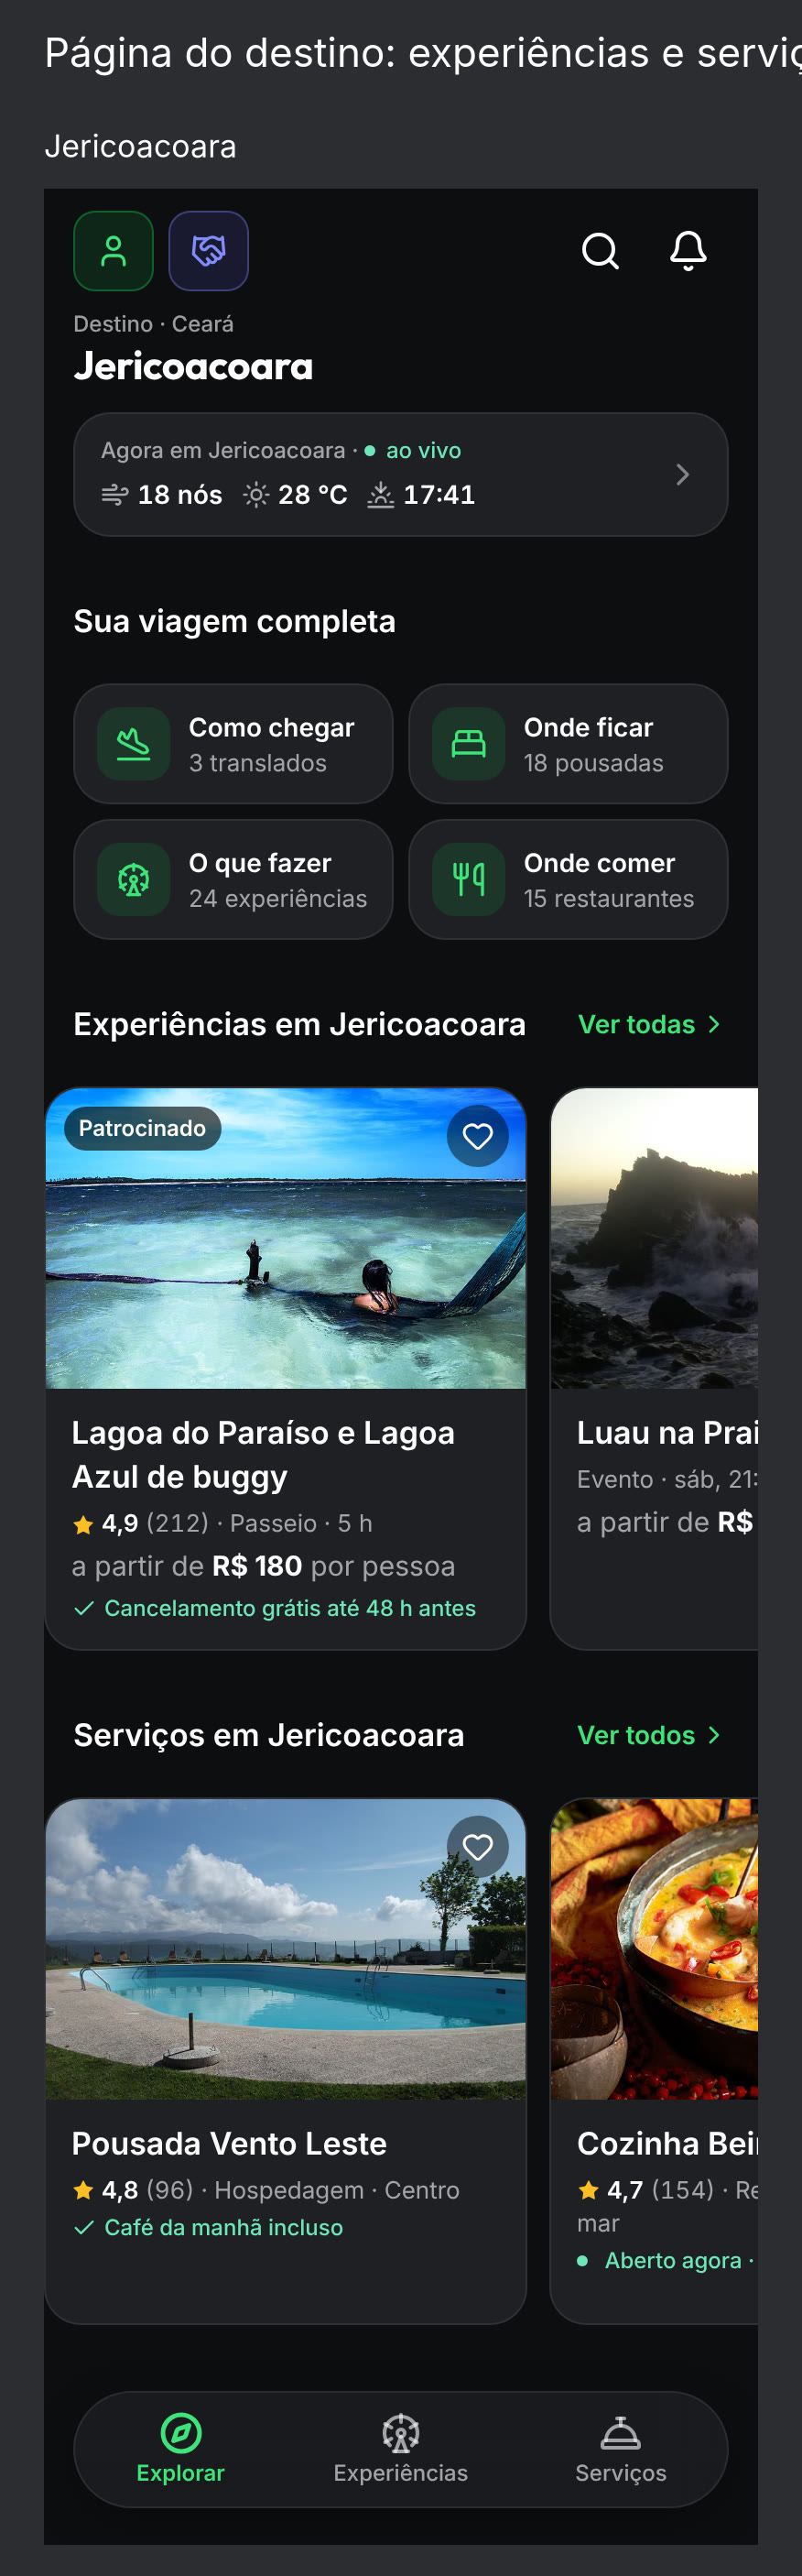 Página do destino: experiências e serviç
Jericoacoara
Destino · Ceará
Jericoacoara
Agora em Jericoacoara · ● ao vivo
18 nós 28 °C 17:41
Sua viagem completa
Como chegar
3 translados
Onde ficar
18 pousadas
O que fazer
24 experiências
Onde comer
15 restaurantes
Experiências em Jericoacoara Ver todas
Patrocinado
Lagoa do Paraíso e Lagoa
Azul de buggy
4,9 (212) · Passeio · 5 h
a partir de R$ 180 por pessoa
Cancelamento grátis até 48 h antes
Luau na Prai
Evento · sáb, 21:
a partir de R$
Serviços em Jericoacoara Ver todos
Pousada Vento Leste
4,8 (96) · Hospedagem · Centro
Café da manhã incluso
Cozinha Bei
4,7 (154) · Re
mar
Aberto agora ·
Explorar
Experiências
Serviços